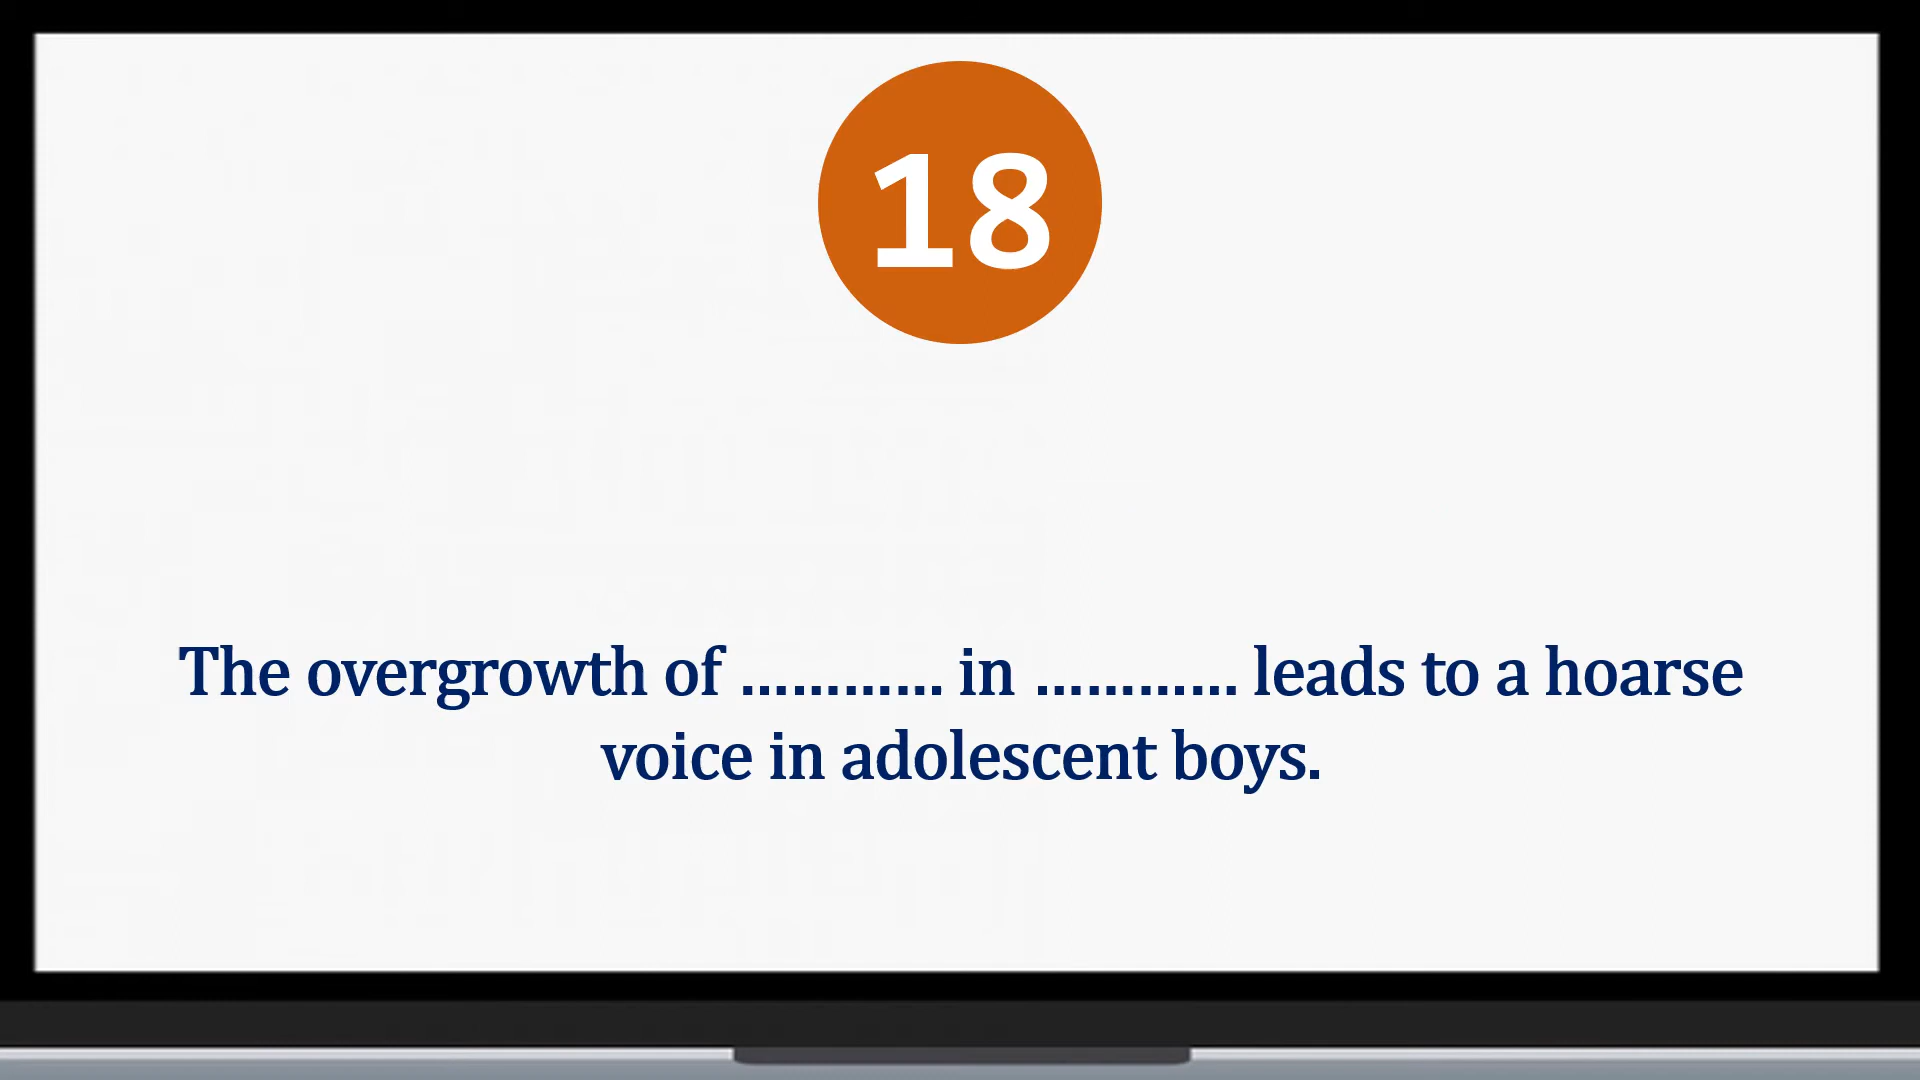 18
The overgrowth of ………… in ………… leads to a hoarse
voice in adolescent boys.